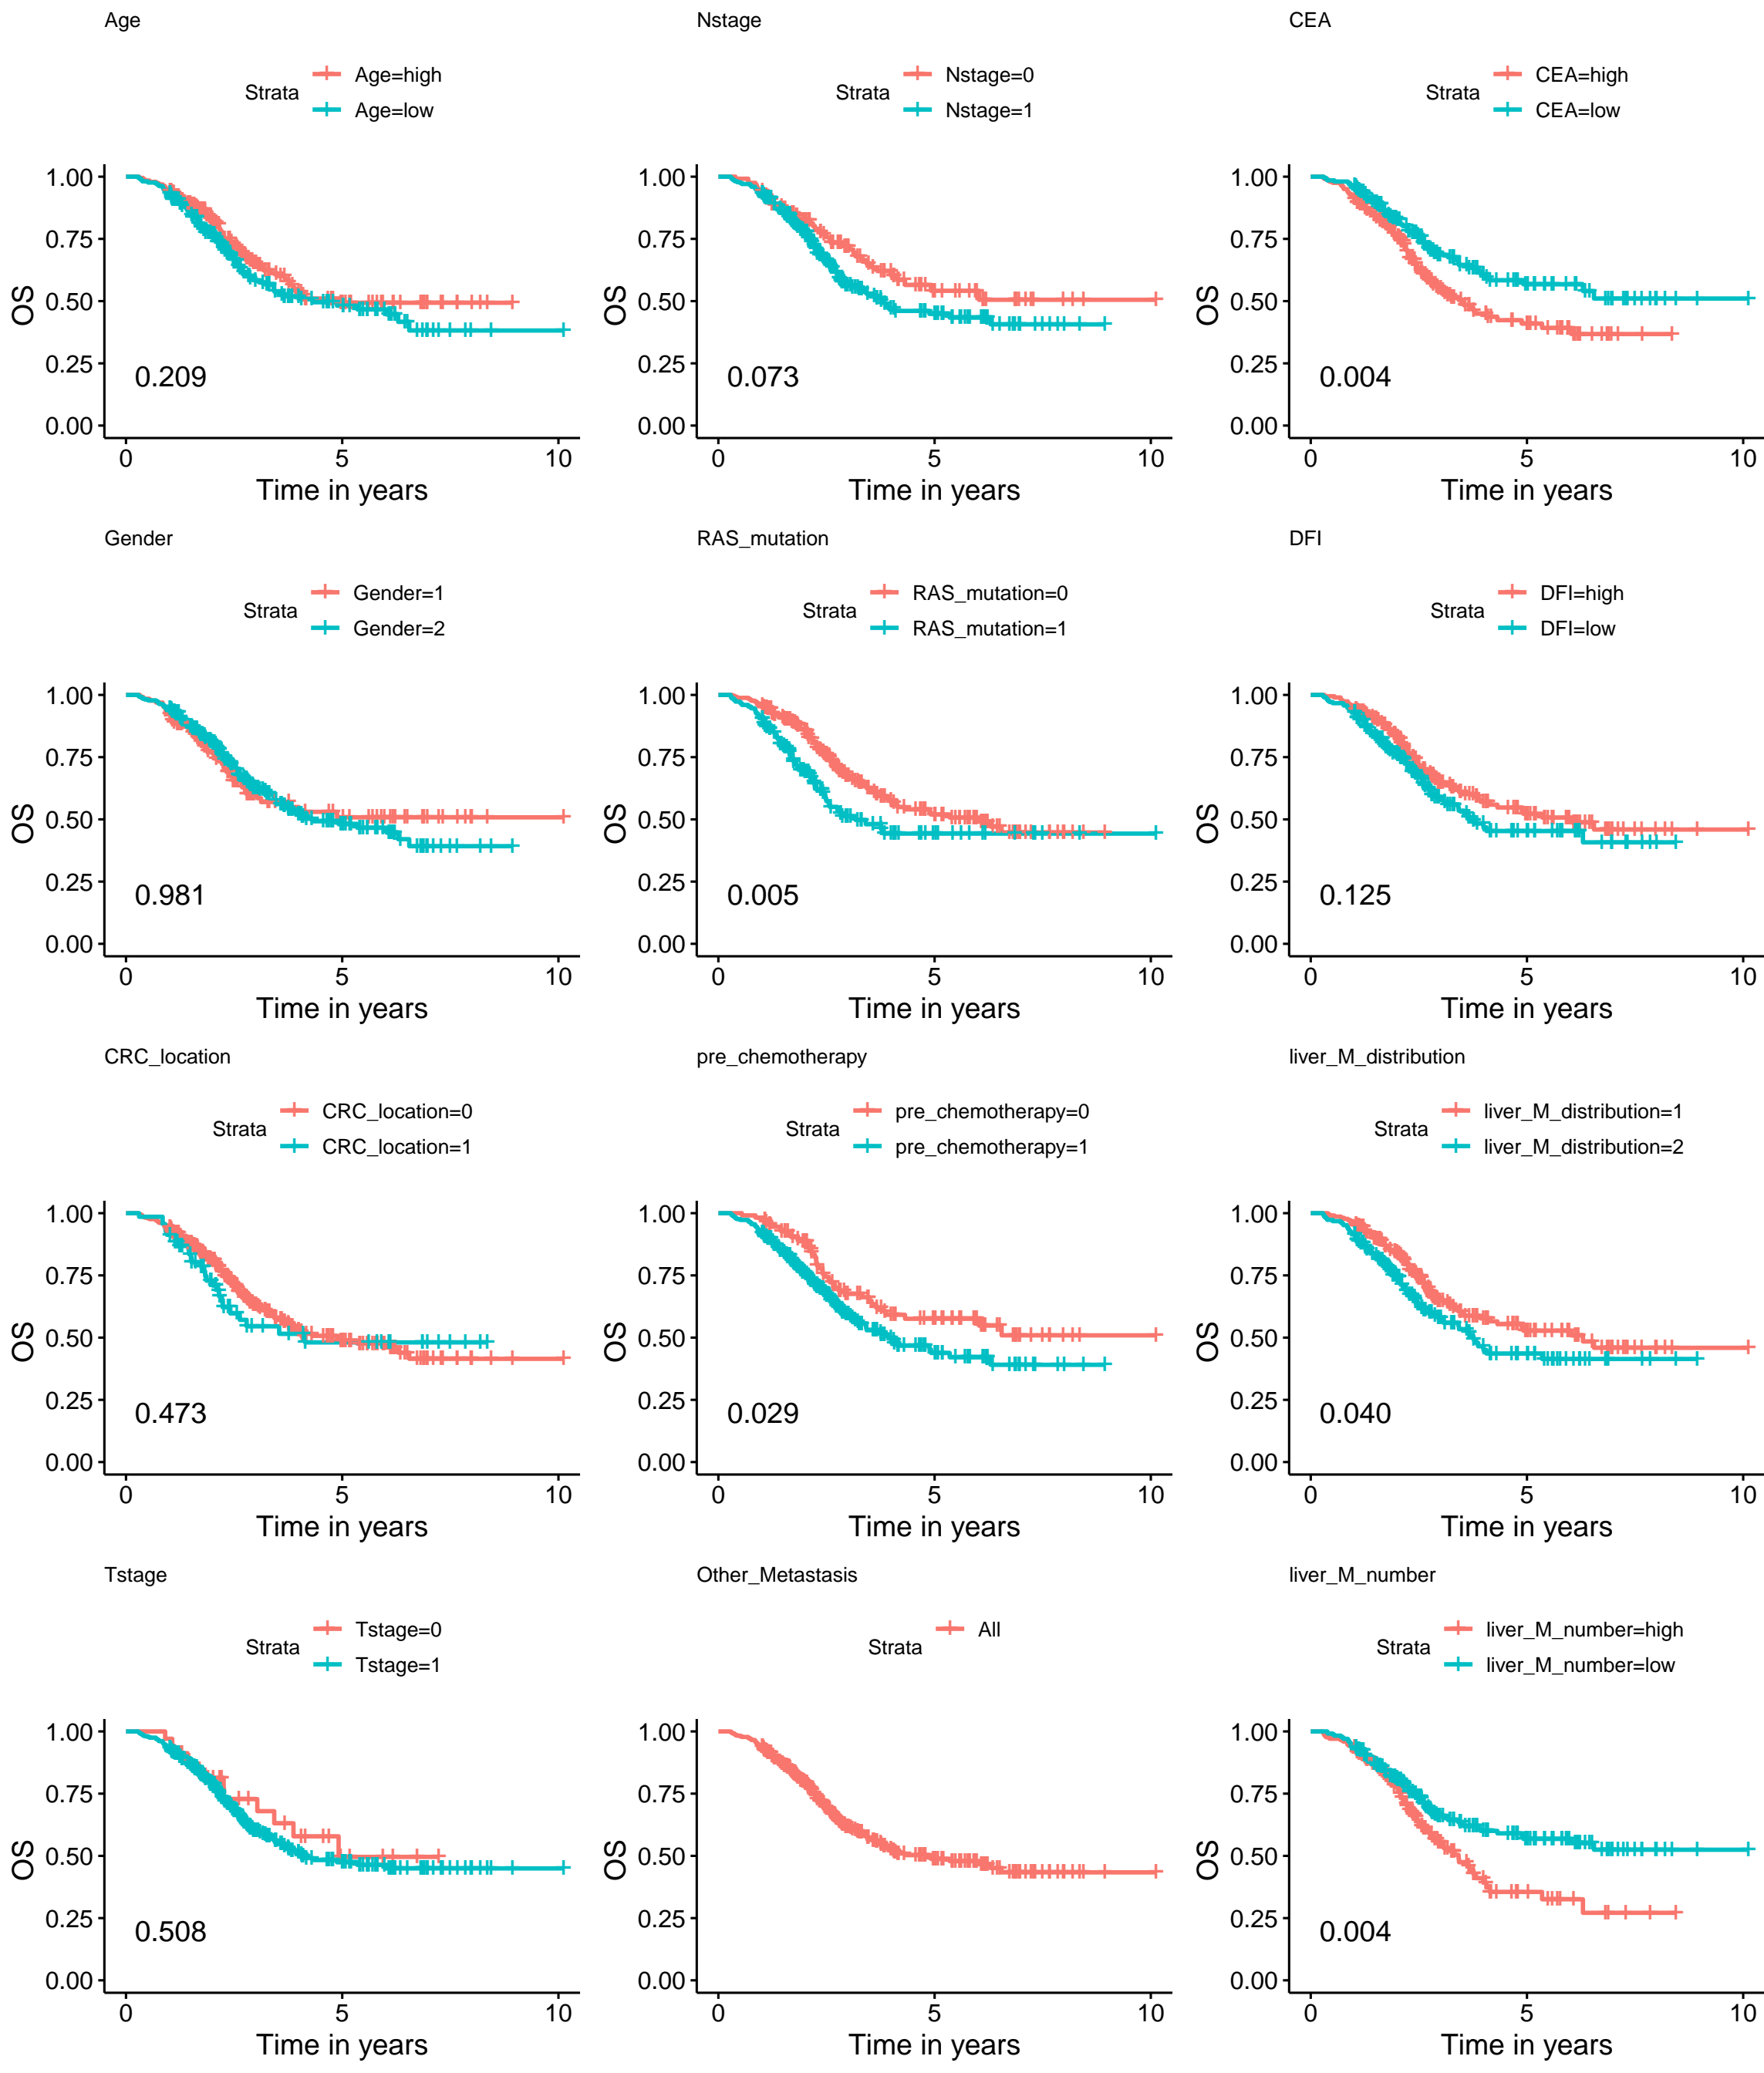 Age
Strata
Age=high
Age=low
OS
1.00
0.75
0.50
0.25
0.00
0.209
0 5 10
Time in years
Nstage
Strata
Nstage=0
Nstage=1
OS
1.00
0.75
0.50
0.25
0.00
0.073
0 5 10
Time in years
CEA
Strata
CEA=high
CEA=low
OS
1.00
0.75
0.50
0.25
0.00
0.004
0 5 10
Time in years
Gender
Strata
Gender=1
Gender=2
OS
1.00
0.75
0.50
0.25
0.00
0.981
0 5 10
Time in years
RAS_mutation
Strata
RAS_mutation=0
RAS_mutation=1
OS
1.00
0.75
0.50
0.25
0.00
0.005
0 5 10
Time in years
DFI
Strata
DFI=high
DFI=low
OS
1.00
0.75
0.50
0.25
0.00
0.125
0 5 10
Time in years
CRC_location
Strata
CRC_location=0
CRC_location=1
OS
1.00
0.75
0.50
0.25
0.00
0.473
0 5 10
Time in years
pre_chemotherapy
Strata
pre_chemotherapy=0
pre_chemotherapy=1
OS
1.00
0.75
0.50
0.25
0.00
0.029
0 5 10
Time in years
liver_M_distribution
Strata
liver_M_distribution=1
liver_M_distribution=2
OS
1.00
0.75
0.50
0.25
0.00
0.040
0 5 10
Time in years
Tstage
Strata
Tstage=0
Tstage=1
OS
1.00
0.75
0.50
0.25
0.00
0.508
0 5 10
Time in years
Other_Metastasis
Strata
All
OS
1.00
0.75
0.50
0.25
0.00
0 5 10
Time in years
liver_M_number
Strata
liver_M_number=high
liver_M_number=low
OS
1.00
0.75
0.50
0.25
0.00
0.004
0 5 10
Time in years